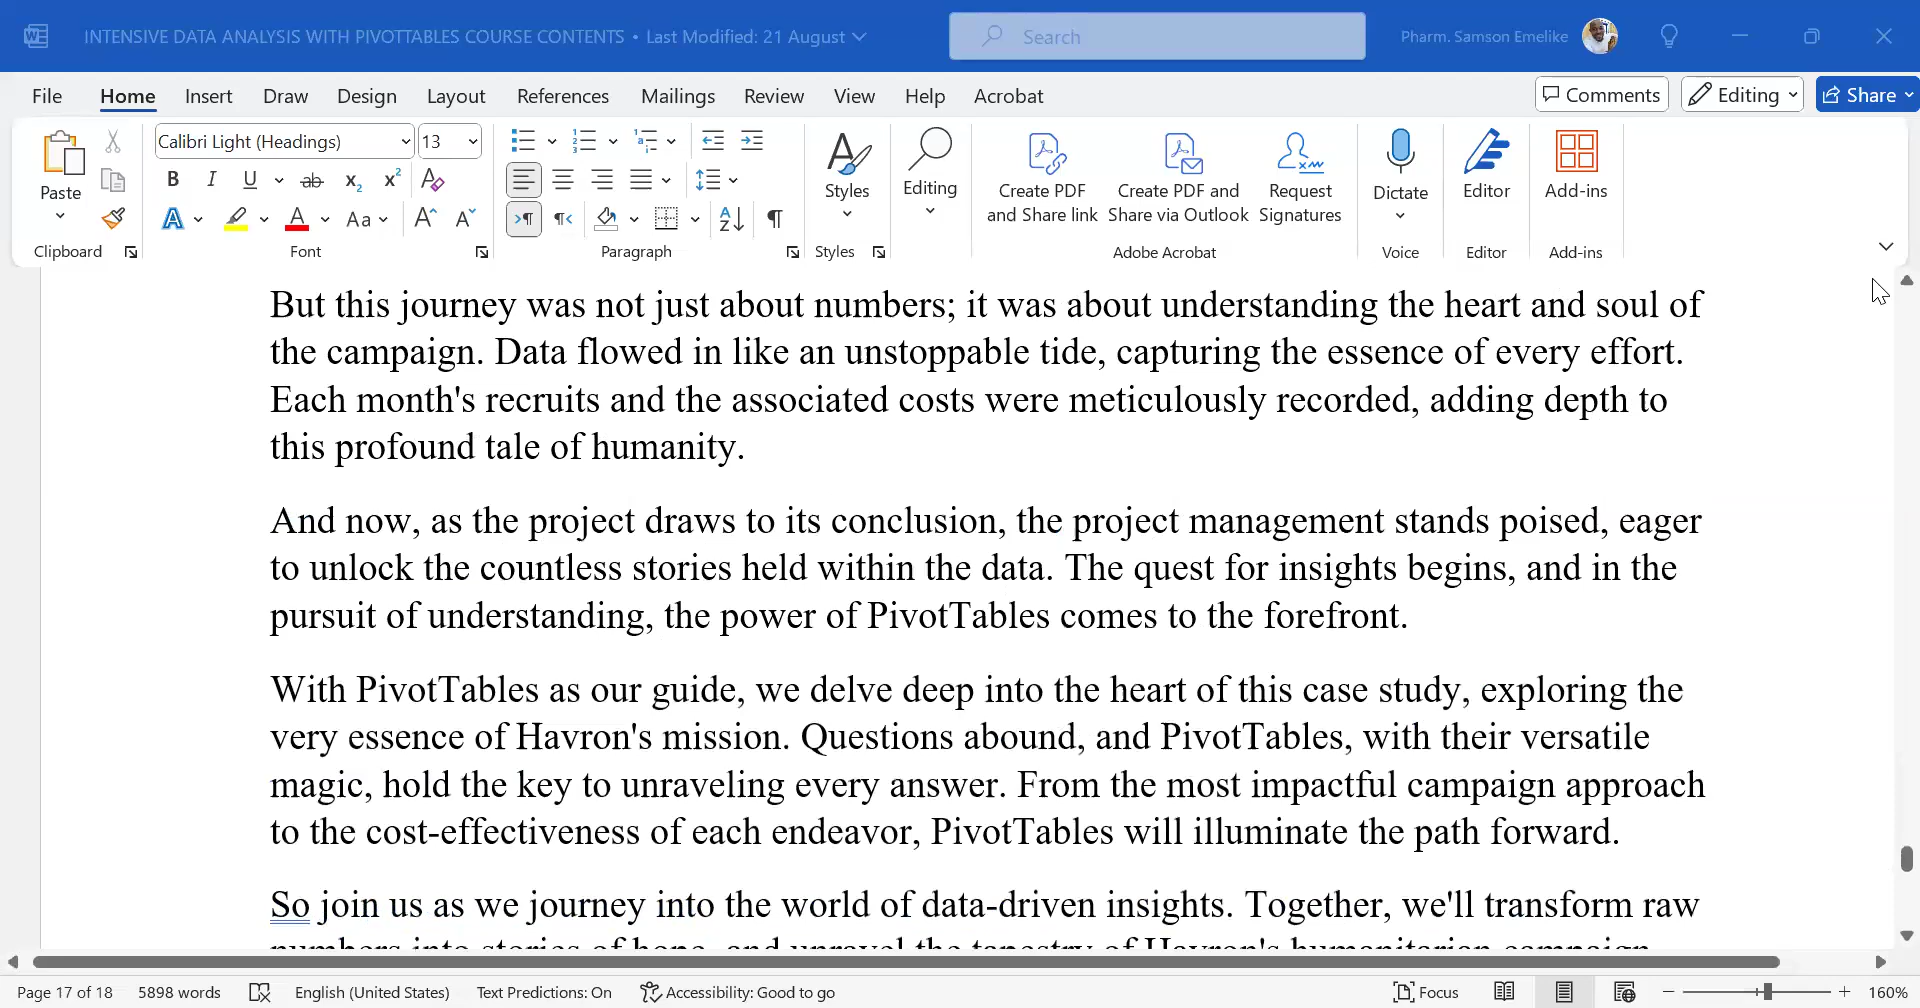 INTENSIVE DATA ANALYSIS WITH PIVOTTABLES COURSE CONTENTS • Last Modified: 21 August
Search
Pharm. Samson Emelike
File Home Insert Draw Design Layout References Mailings Review View Help Acrobat
Comments Editing Share
Paste
Clipboard
Calibri Light (Headings) 13
Font
Paragraph
Styles
Styles
Editing
Create PDF and Share link
Create PDF and Share via Outlook
Request Signatures
Adobe Acrobat
Dictate
Voice
Editor
Editor
Add-ins
Add-ins
But this journey was not just about numbers; it was about understanding the heart and soul of
the campaign. Data flowed in like an unstoppable tide, capturing the essence of every effort.
Each month's recruits and the associated costs were meticulously recorded, adding depth to
this profound tale of humanity.
And now, as the project draws to its conclusion, the project management stands poised, eager
to unlock the countless stories held within the data. The quest for insights begins, and in the
pursuit of understanding, the power of PivotTables comes to the forefront.
With PivotTables as our guide, we delve deep into the heart of this case study, exploring the
very essence of Havron's mission. Questions abound, and PivotTables, with their versatile
magic, hold the key to unraveling every answer. From the most impactful campaign approach
to the cost-effectiveness of each endeavor, PivotTables will illuminate the path forward.
So join us as we journey into the world of data-driven insights. Together, we'll transform raw
numbers into stories of hope, and unravel the tapestry of Havron's humanitarian campaign
Page 17 of 18 5898 words English (United States) Text Predictions: On Accessibility: Good to go Focus 160%